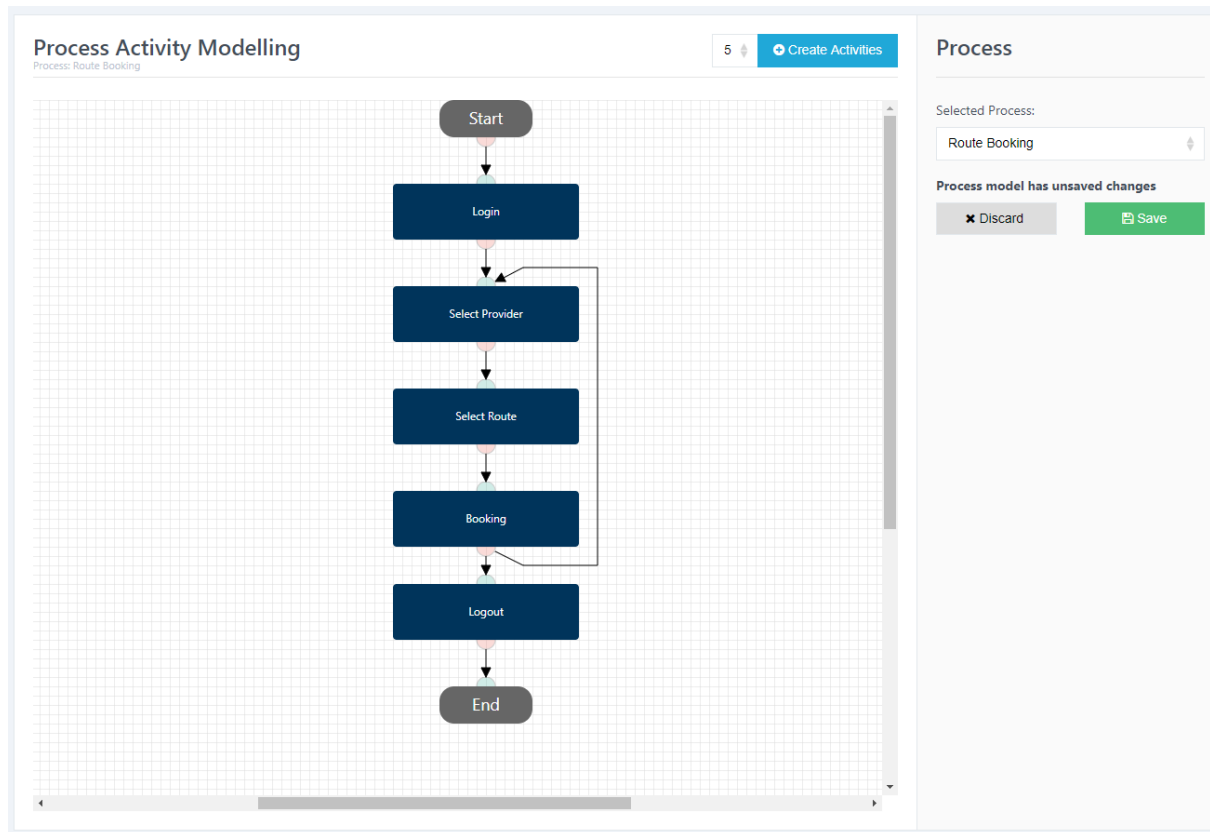 Process Activity Modelling
Process: Route Booking
5
Create Activities
Start
Login
Select Provider
Select Route
Booking
Logout
End
Process
Selected Process:
Route Booking
Process model has unsaved changes
Discard
Save